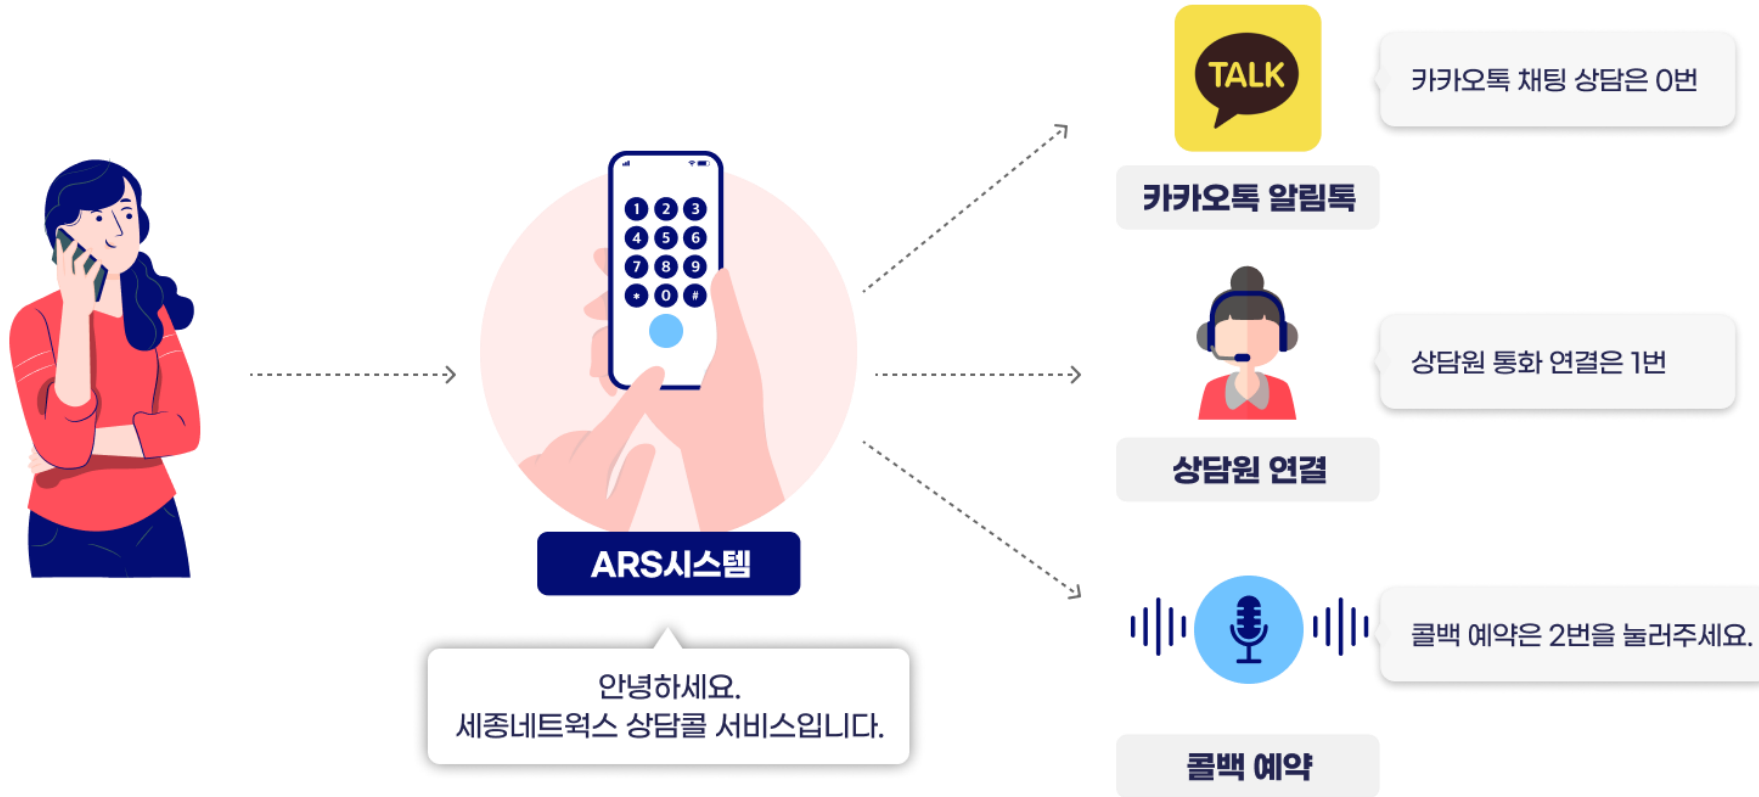 TALK
카카오톡 채팅 상담은 0번
카카오톡 알림톡
1 2 3
4 5 6
7 8 9
* 0 #
상담원 통화 연결은 1번
상담원 연결
ARS시스템
안녕하세요.
세종네트웍스 상담콜 서비스입니다.
콜백 예약은 2번을 눌러주세요.
콜백 예약